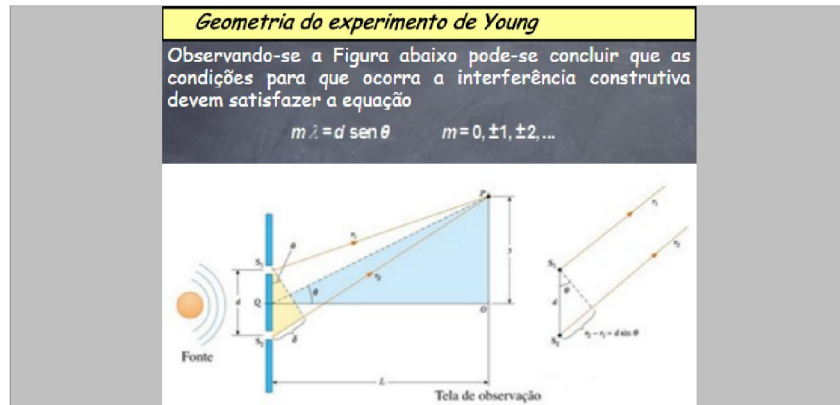 Geometria do experimento de Young
Observando-se a Figura abaixo pode-se concluir que as
condições para que ocorra a interferência construtiva
devem satisfazer a equação
m λ = d sen θ m = 0, ±1, ±2, ...
P
r₁
θ
S₁
r₂
y
d
Q
θ
O
S₂
δ
Fonte
L
Tela de observação
r₁
r₂
S₁
θ
d
S₂
r₂ − r₁ = d sin θ